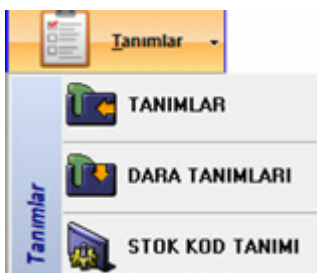 Tanımlar
TANIMLAR
DARA TANIMLARI
STOK KOD TANIMI
Tanımlar